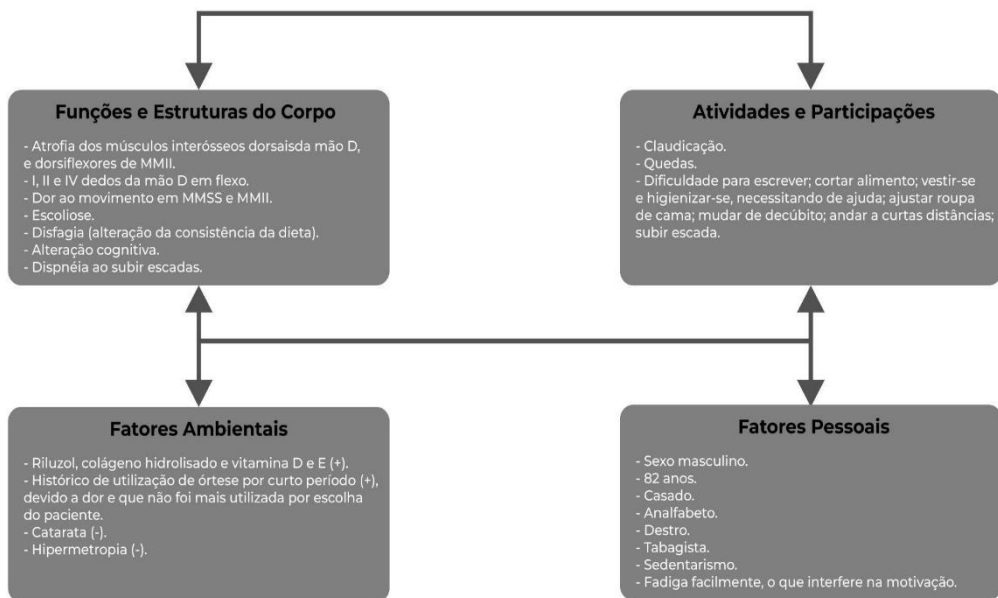 Funções e Estruturas do Corpo
- Atrofia dos músculos interósseos dorsaisda mão D,
e dorsiflexores de MMII.
- I, II e IV dedos da mão D em flexo.
- Dor ao movimento em MMSS e MMII.
- Escoliose.
- Disfagia (alteração da consistência da dieta).
- Alteração cognitiva.
- Dispnéia ao subir escadas.
Atividades e Participações
- Claudicação.
- Quedas.
- Dificuldade para escrever; cortar alimento; vestir-se
e higienizar-se, necessitando de ajuda; ajustar roupa
de cama; mudar de decúbito; andar a curtas distâncias;
subir escada.
Fatores Ambientais
- Riluzol, colágeno hidrolisado e vitamina D e E (+).
- Histórico de utilização de órtese por curto período (+),
devido a dor e que não foi mais utilizada por escolha
do paciente.
- Catarata (-).
- Hipermetropia (-).
Fatores Pessoais
- Sexo masculino.
- 82 anos.
- Casado.
- Analfabeto.
- Destro.
- Tabagista.
- Sedentarismo.
- Fadiga facilmente, o que interfere na motivação.